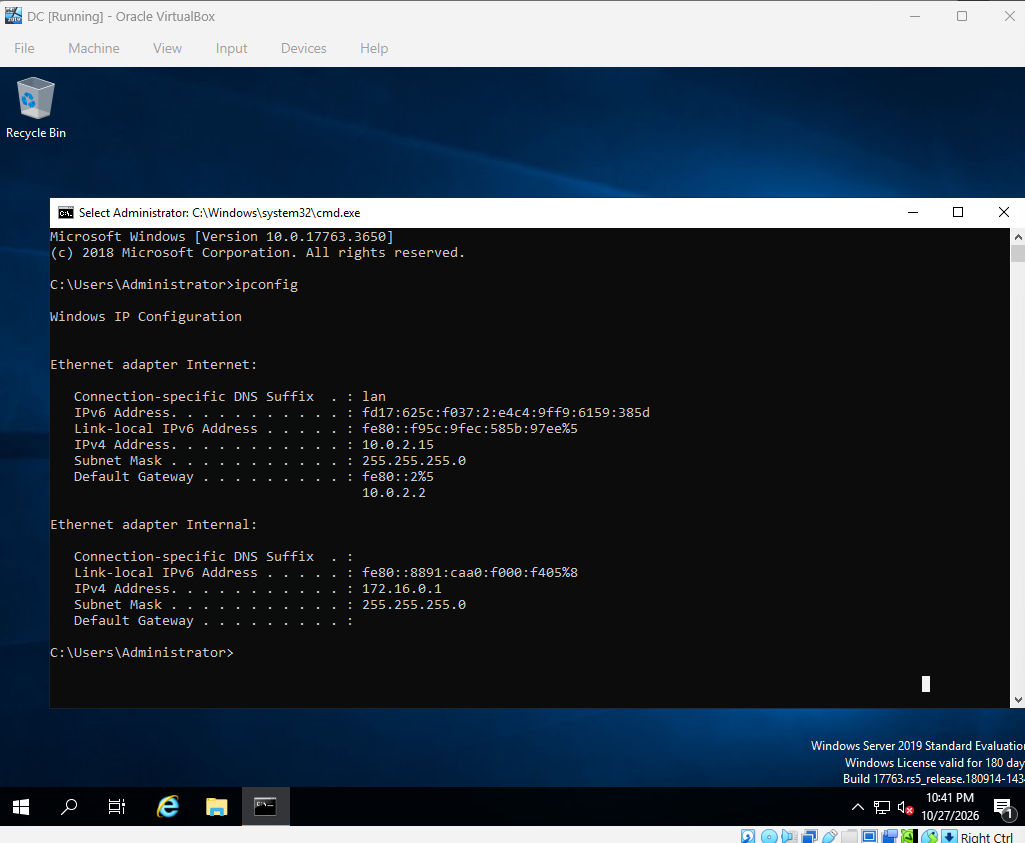 DC [Running] - Oracle VirtualBox
File Machine View Input Devices Help
Recycle Bin
Select Administrator: C:\Windows\system32\cmd.exe
Microsoft Windows [Version 10.0.17763.3650]
(c) 2018 Microsoft Corporation. All rights reserved.
C:\Users\Administrator>ipconfig
Windows IP Configuration
Ethernet adapter Internet:
Connection-specific DNS Suffix . : lan
IPv6 Address. . . . . . . . . . . : fd17:625c:f037:2:e4c4:9ff9:6159:385d
Link-local IPv6 Address . . . . . : fe80::f95c:9fec:585b:97ee%5
IPv4 Address. . . . . . . . . . . : 10.0.2.15
Subnet Mask . . . . . . . . . . . : 255.255.255.0
Default Gateway . . . . . . . . . : fe80::2%5
10.0.2.2
Ethernet adapter Internal:
Connection-specific DNS Suffix . :
Link-local IPv6 Address . . . . . : fe80::8891:caa0:f000:f405%8
IPv4 Address. . . . . . . . . . . : 172.16.0.1
Subnet Mask . . . . . . . . . . . : 255.255.255.0
Default Gateway . . . . . . . . . :
C:\Users\Administrator>
Windows Server 2019 Standard Evaluation
Windows License valid for 180 day
Build 17763.rs5_release.180914-143
10:41 PM
10/27/2026
1
Right Ctrl